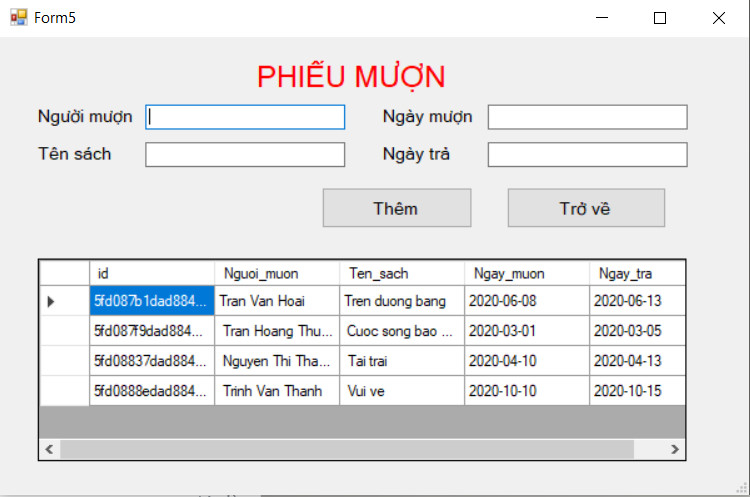 Form5
PHIẾU MƯỢN
Người mượn Ngày mượn
Tên sách Ngày trả
Thêm Trở về
id Nguoi_muon Ten_sach Ngay_muon Ngay_tra
5fd087b1dad884... Tran Van Hoai Tren duong bang 2020-06-08 2020-06-13
5fd087f9dad884... Tran Hoang Thu... Cuoc song bao ... 2020-03-01 2020-03-05
5fd08837dad884... Nguyen Thi Tha... Tai trai 2020-04-10 2020-04-13
5fd0888edad884... Trinh Van Thanh Vui ve 2020-10-10 2020-10-15